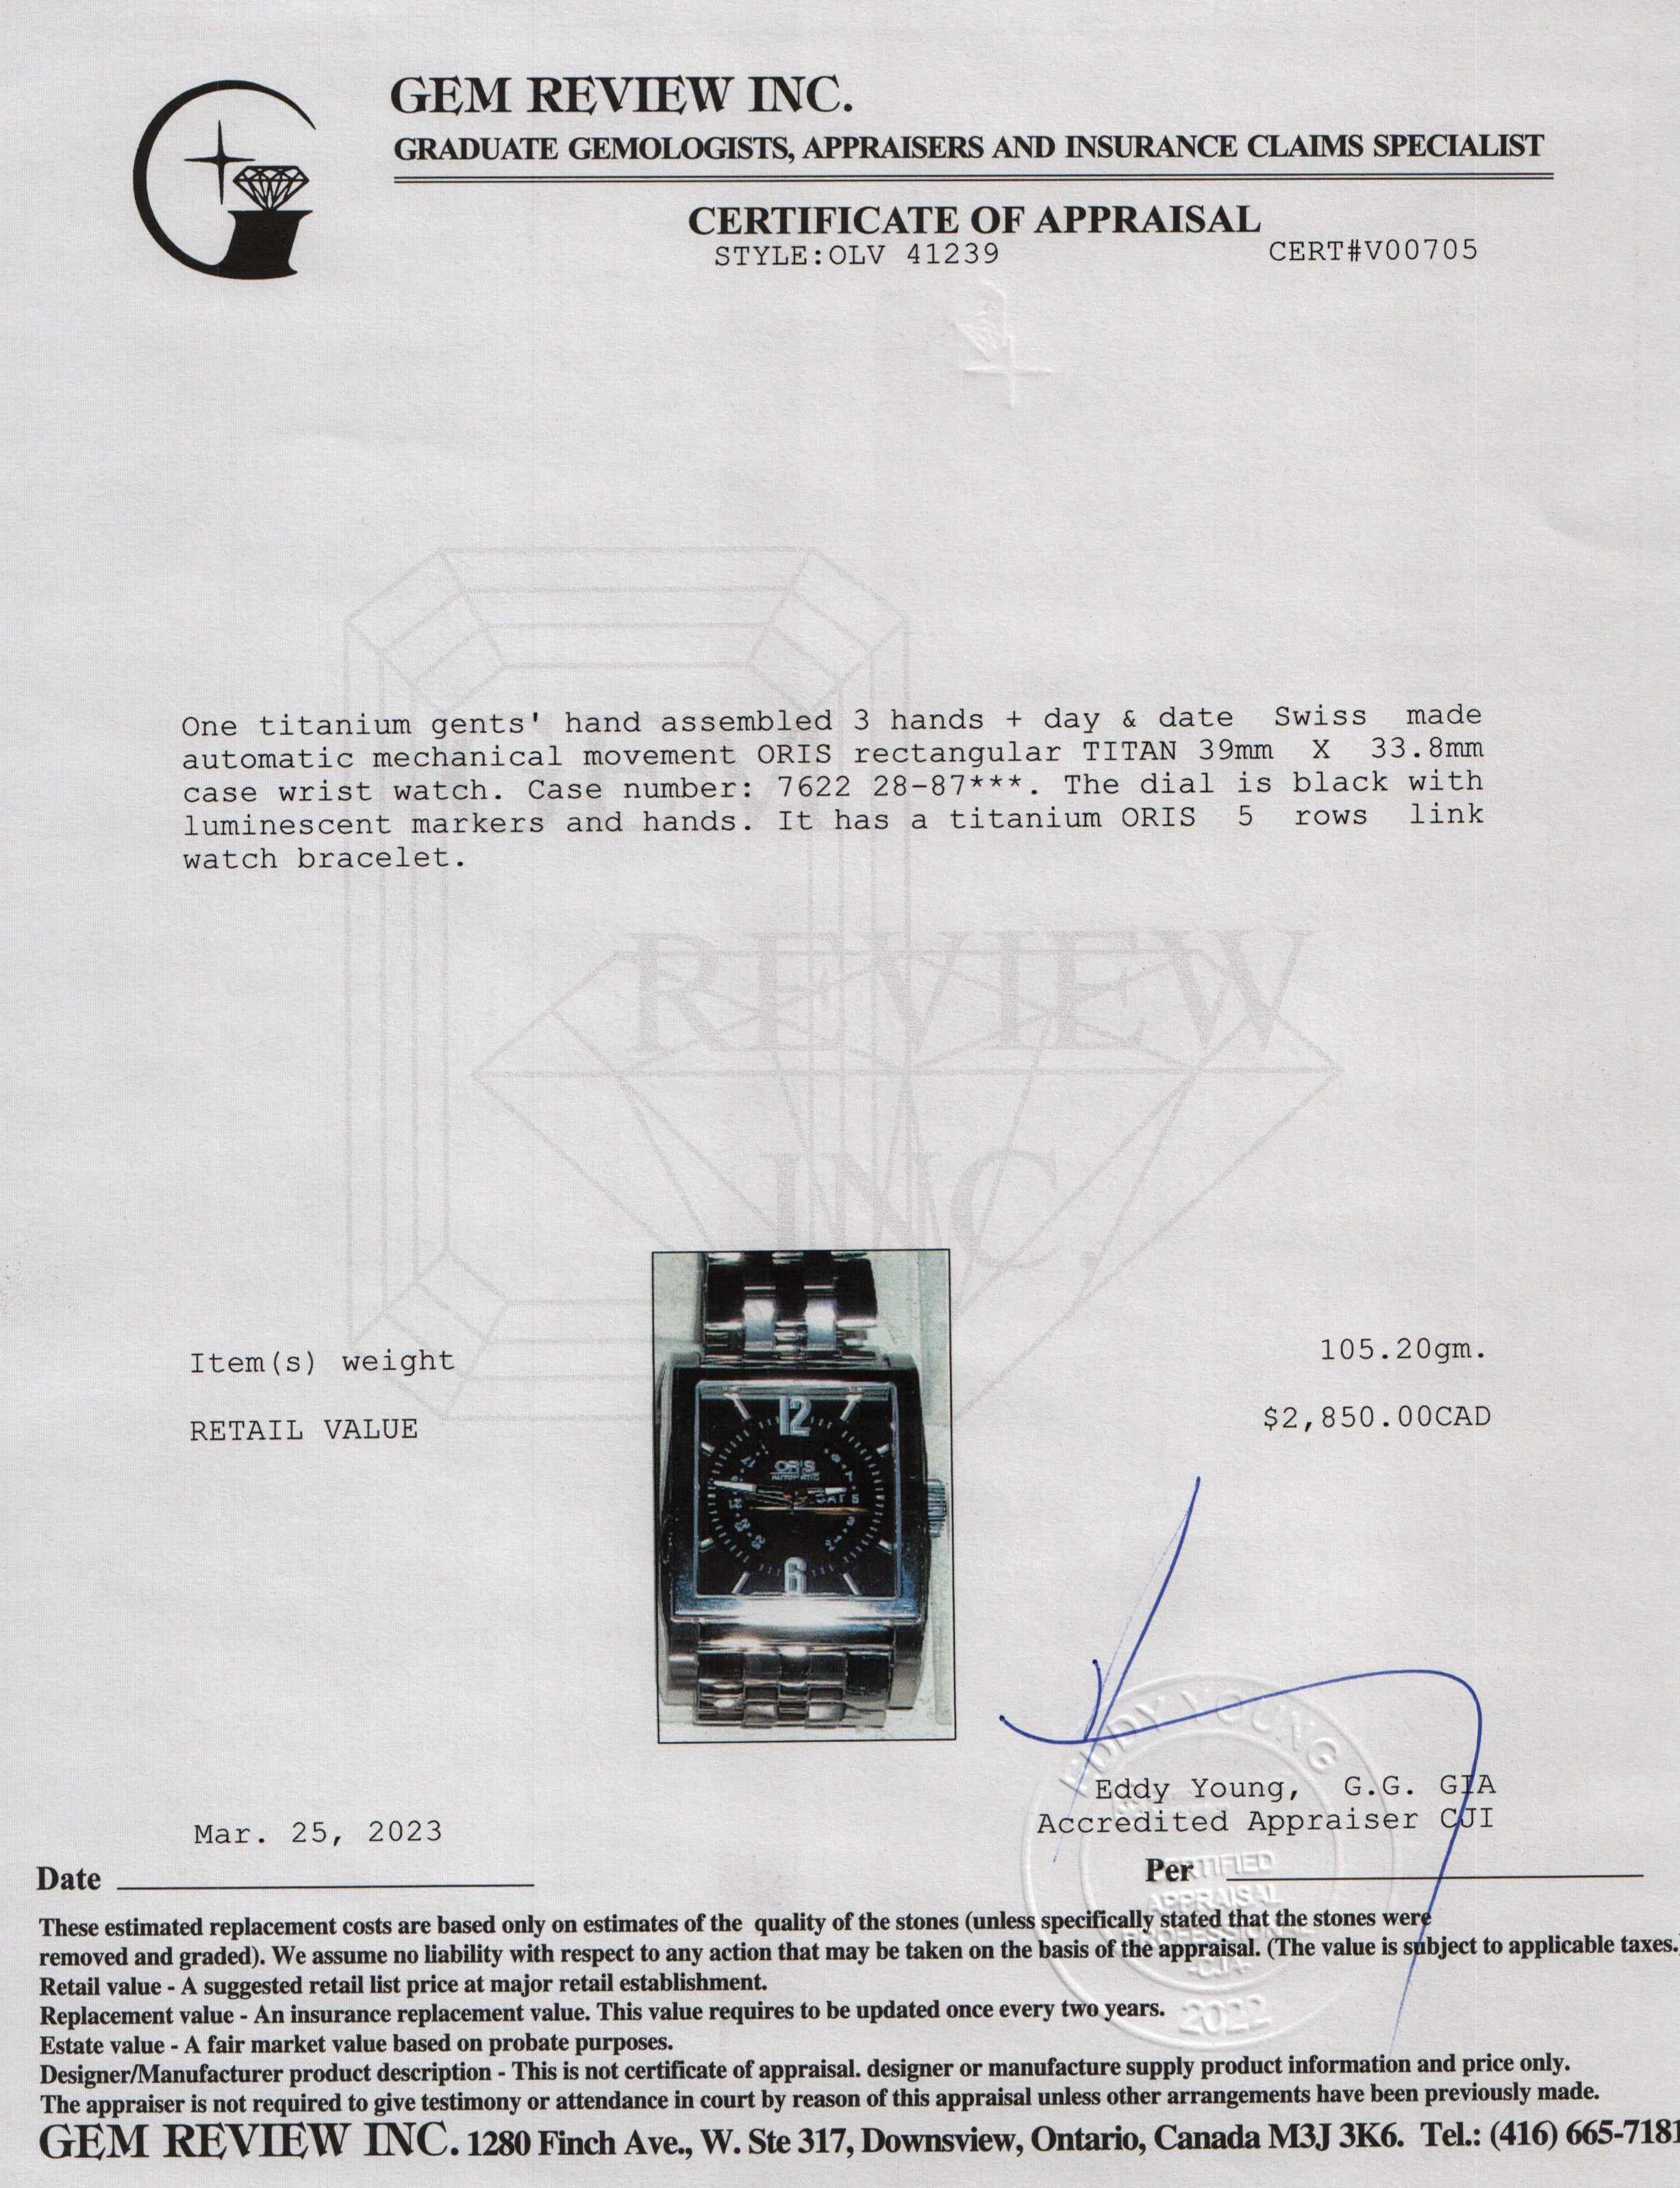 GEM REVIEW INC.
GRADUATE GEMOLOGISTS, APPRAISERS AND INSURANCE CLAIMS SPECIALIST
CERTIFICATE OF APPRAISAL
STYLE:OLV 41239 CERT#V00705
One titanium gents' hand assembled 3 hands + day & date Swiss made
automatic mechanical movement ORIS rectangular TITAN 39mm X 33.8mm
case wrist watch. Case number: 7622 28-87***. The dial is black with
luminescent markers and hands. It has a titanium ORIS 5 rows link
watch bracelet.
REVIEW
INC.
Item(s) weight 105.20gm.
RETAIL VALUE $2,850.00CAD
12
ORIS
AUTOMATIC
SAT 5
6
EDDY YOUNG
Eddy Young, G.G. GIA
Accredited Appraiser CJI
Mar. 25, 2023
Date
Per
CERTIFIED
APPRAISAL
PROFESSIONAL
-CJA-
2022
These estimated replacement costs are based only on estimates of the quality of the stones (unless specifically stated that the stones were
removed and graded). We assume no liability with respect to any action that may be taken on the basis of the appraisal. (The value is subject to applicable taxes.)
Retail value - A suggested retail list price at major retail establishment.
Replacement value - An insurance replacement value. This value requires to be updated once every two years.
Estate value - A fair market value based on probate purposes.
Designer/Manufacturer product description - This is not certificate of appraisal. designer or manufacture supply product information and price only.
The appraiser is not required to give testimony or attendance in court by reason of this appraisal unless other arrangements have been previously made.
GEM REVIEW INC. 1280 Finch Ave., W. Ste 317, Downsview, Ontario, Canada M3J 3K6. Tel.: (416) 665-7181